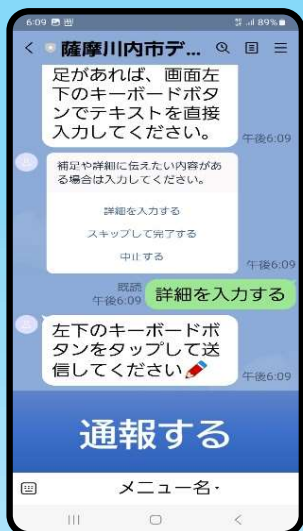 6:09
89%
薩摩川内市デ...
足があれば、画面左
下のキーボードボタ
ンでテキストを直接
入力してください。
午後6:09
補足や詳細に伝えたい内容があ
る場合は入力してください。
詳細を入力する
スキップして完了する
中止する
午後6:09
既読
午後6:09
詳細を入力する
左下のキーボードボ
タンをタップして送
信してください
午後6:09
通報する
メニュー名・